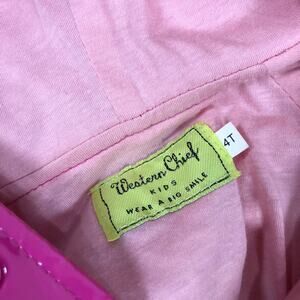 Western Chief
KIDS
WEAR A BIG SMILE
4T